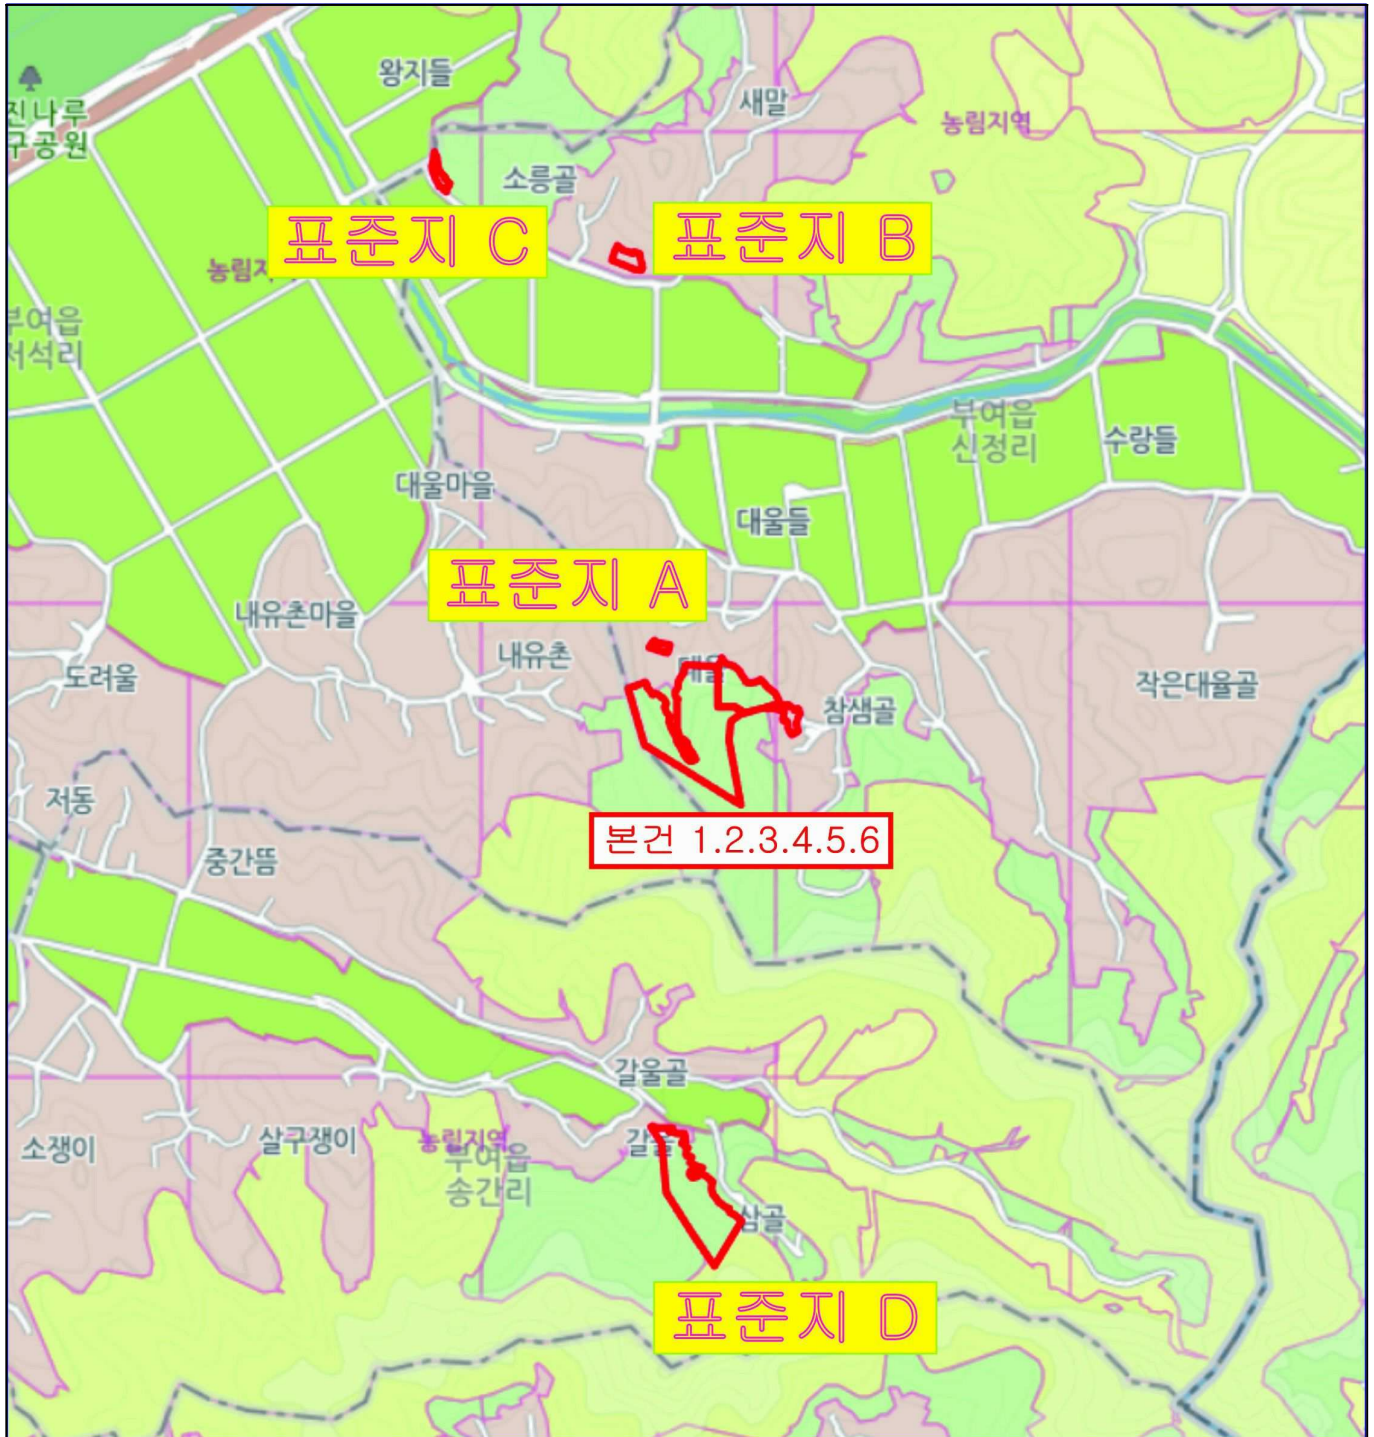 왕지들
새말
농림지역
진나루
구공원
소릉골
표준지 C
표준지 B
농림지
부여읍
저석리
부여읍
신정리
수랑들
대울마을
대울들
표준지 A
내유촌마을
내유촌
도려울
작은대율골
참샘골
저동
본건 1.2.3.4.5.6
중간뜸
갈울골
소쟁이
살구쟁이
농림지역
갈울
부여읍
송간리
삼골
표준지 D